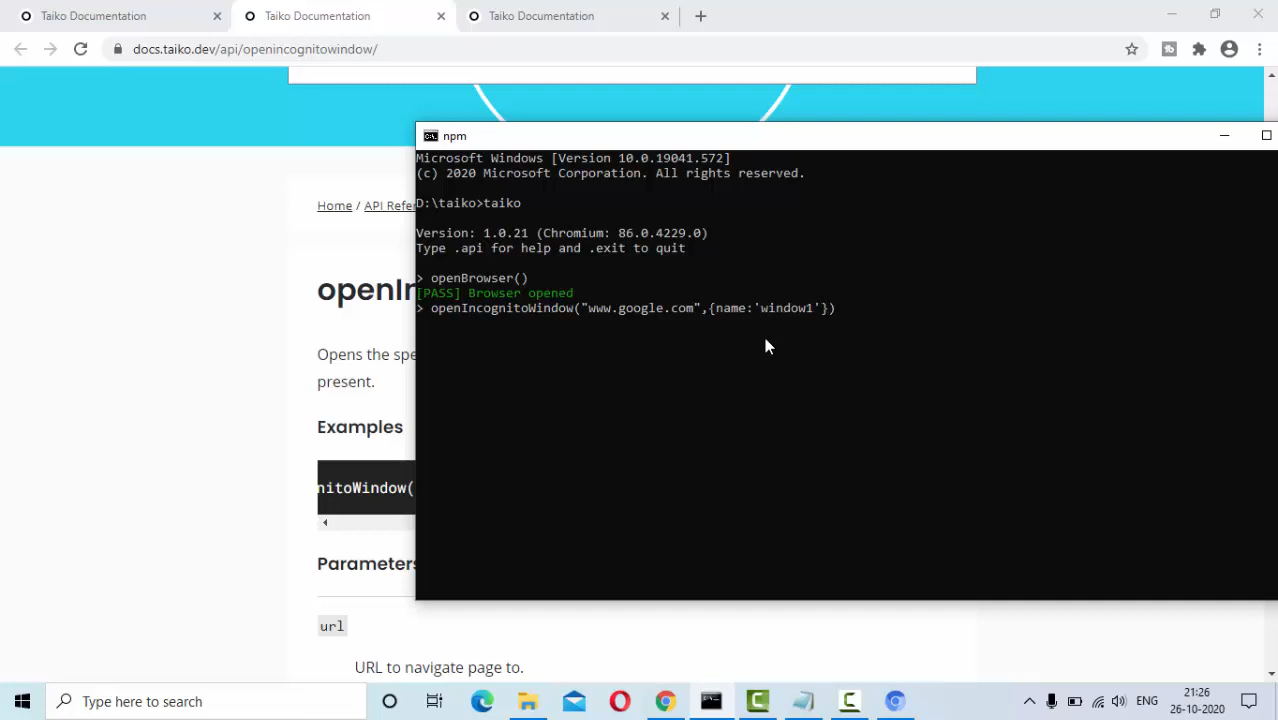 Taiko Documentation
Taiko Documentation
Taiko Documentation
docs.taiko.dev/api/openincognitowindow/
npm
Microsoft Windows [Version 10.0.19041.572]
(c) 2020 Microsoft Corporation. All rights reserved.
Home / API Refe
D:\taiko>taiko
Version: 1.0.21 (Chromium: 86.0.4229.0)
Type .api for help and .exit to quit
> openBrowser()
[PASS] Browser opened
> openIncognitoWindow("www.google.com",{name:'window1'})
openIn
Opens the spe
present.
Examples
nitoWindow(
Parameters
url
URL to navigate page to.
Type here to search
ENG
21:26
26-10-2020